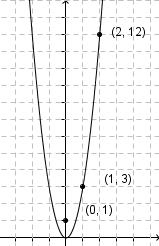 (2, 12)
(1, 3)
(0, 1)